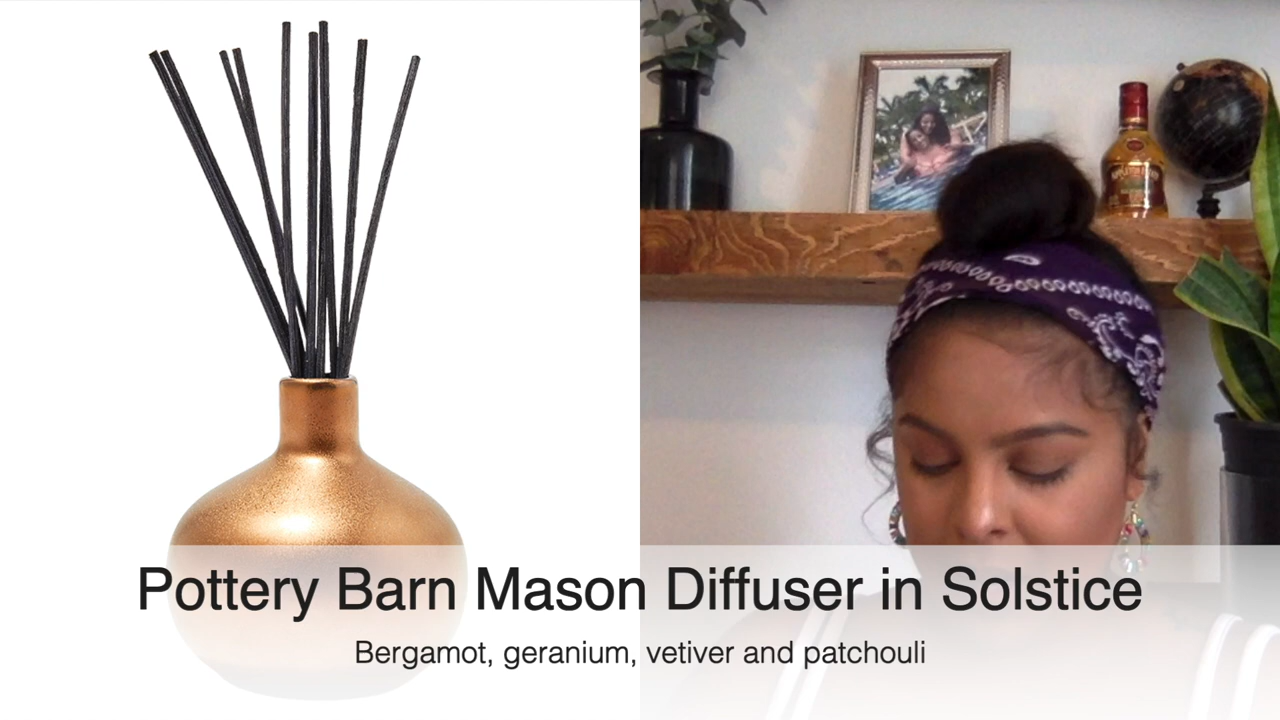 Pottery Barn Mason Diffuser in Solstice
Bergamot, geranium, vetiver and patchouli